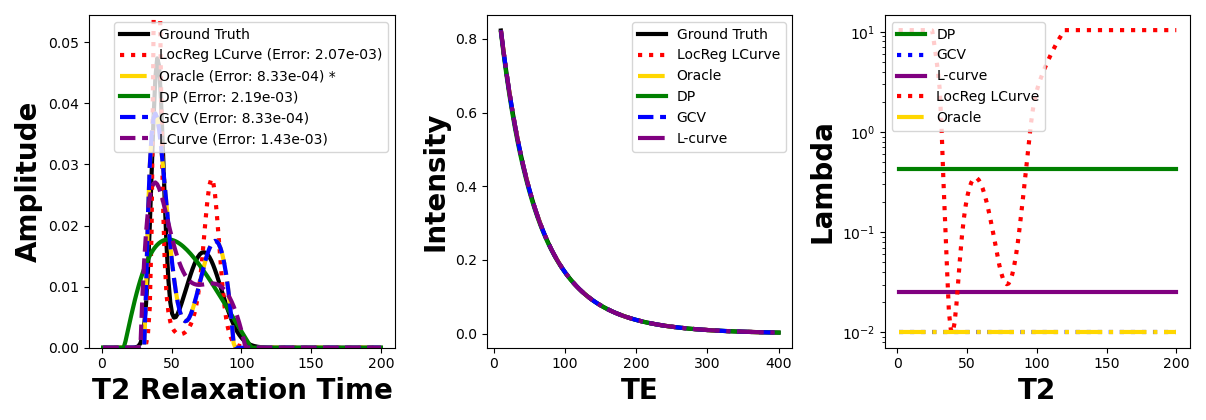 Amplitude
0.05
0.04
0.03
0.02
0.01
0.00
Ground Truth
LocReg LCurve (Error: 2.07e-03)
Oracle (Error: 8.33e-04) *
DP (Error: 2.19e-03)
GCV (Error: 8.33e-04)
LCurve (Error: 1.43e-03)
0 50 100 150 200
T2 Relaxation Time
Intensity
0.8
0.6
0.4
0.2
0.0
Ground Truth
LocReg LCurve
Oracle
DP
GCV
L-curve
0 100 200 300 400
TE
Lambda
10¹
10⁰
10⁻¹
10⁻²
DP
GCV
L-curve
LocReg LCurve
Oracle
0 50 100 150 200
T2